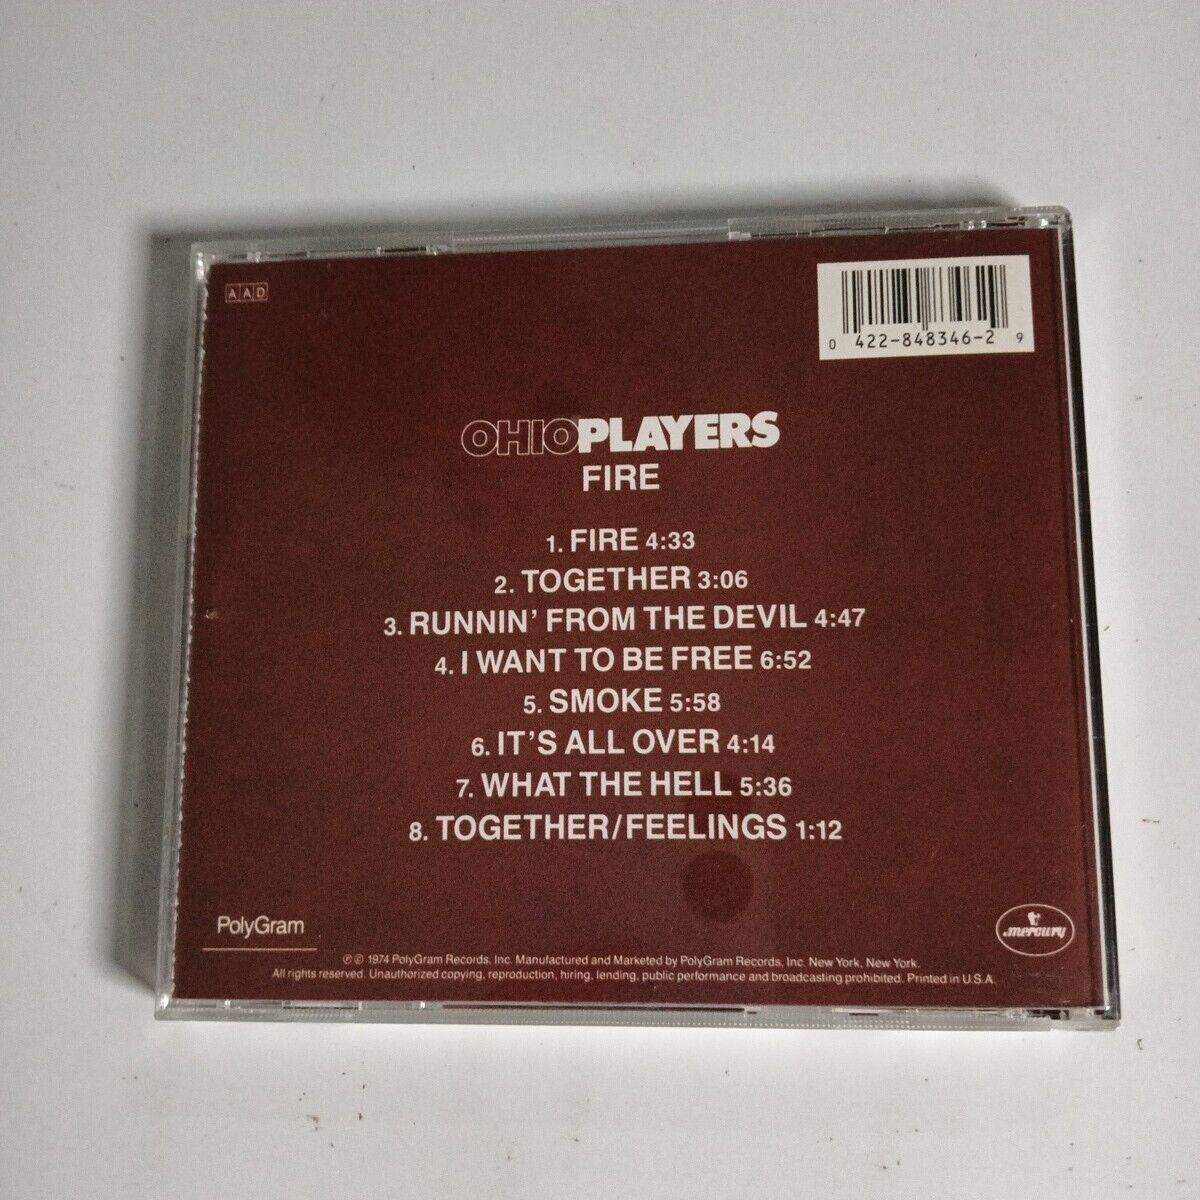 AAD
0 422-848346-2 9
OHIOPLAYERS
FIRE
1. FIRE 4:33
2. TOGETHER 3:06
3. RUNNIN' FROM THE DEVIL 4:47
4. I WANT TO BE FREE 6:52
5. SMOKE 5:58
6. IT'S ALL OVER 4:14
7. WHAT THE HELL 5:36
8. TOGETHER/FEELINGS 1:12
PolyGram
mercury
℗ © 1974 PolyGram Records, Inc. Manufactured and Marketed by PolyGram Records, Inc. New York, New York.
All rights reserved. Unauthorized copying, reproduction, hiring, lending, public performance and broadcasting prohibited. Printed in U.S.A.